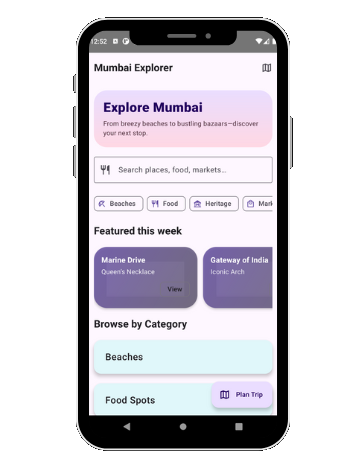 12:52
Mumbai Explorer
Explore Mumbai
From breezy beaches to bustling bazaars—discover
your next stop.
Search places, food, markets…
Beaches Food Heritage Mark
Featured this week
Marine Drive
Queen's Necklace
View
Gateway of India
Iconic Arch
Browse by Category
Beaches
Food Spots
Plan Trip